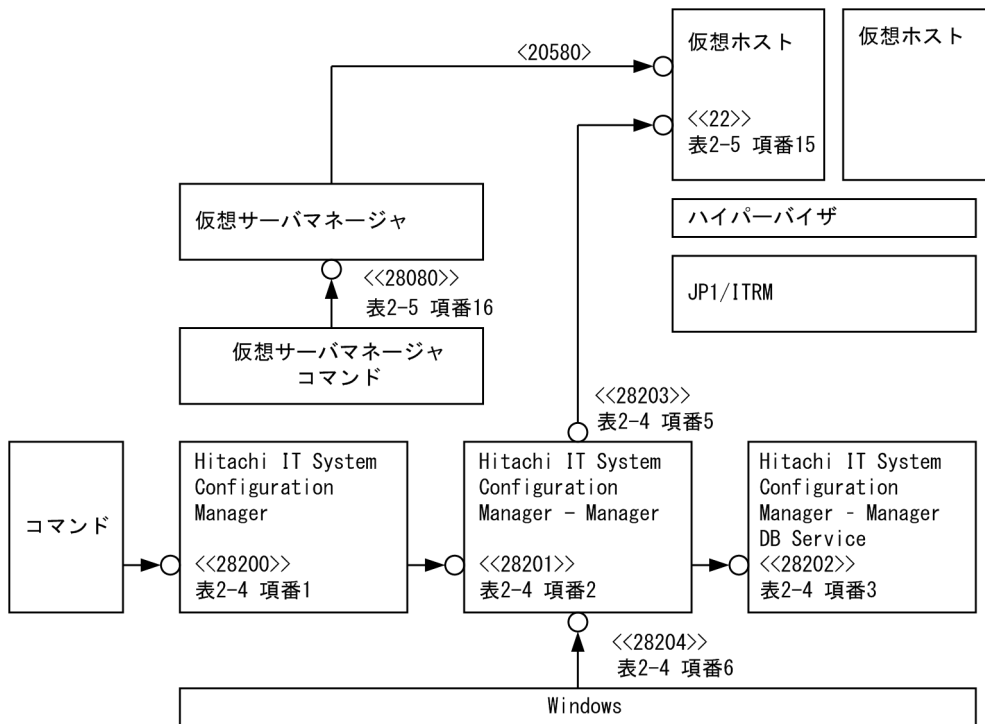 <20580>
仮想ホスト
仮想ホスト
<<22>>
表2-5 項番15
仮想サーバマネージャ
ハイパーバイザ
<<28080>>
表2-5 項番16
JP1/ITRM
仮想サーバマネージャ
コマンド
<<28203>>
表2-4 項番5
コマンド
Hitachi IT System
Configuration
Manager
<<28200>>
表2-4 項番1
Hitachi IT System
Configuration
Manager – Manager
<<28201>>
表2-4 項番2
Hitachi IT System
Configuration
Manager - Manager
DB Service
<<28202>>
表2-4 項番3
<<28204>>
表2-4 項番6
Windows